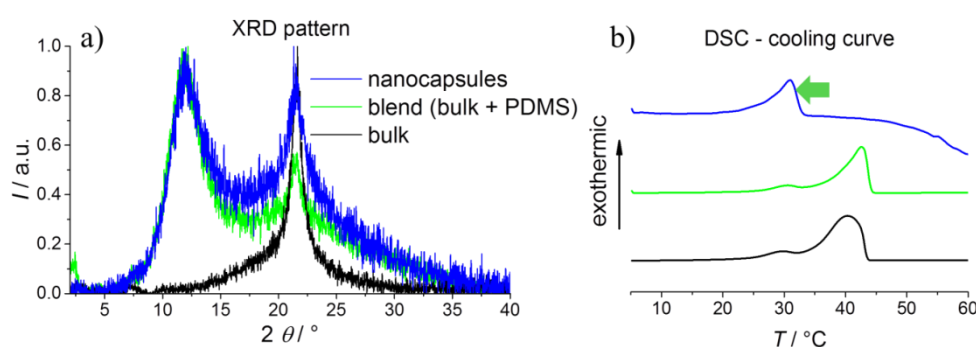 a)
XRD pattern
nanocapsules
blend (bulk + PDMS)
bulk
I / a.u.
1.0
0.8
0.6
0.4
0.2
0.0
5 10 15 20 25 30 35 40
2 θ / °
b)
DSC - cooling curve
exothermic
10 20 30 40 50 60
T / °C